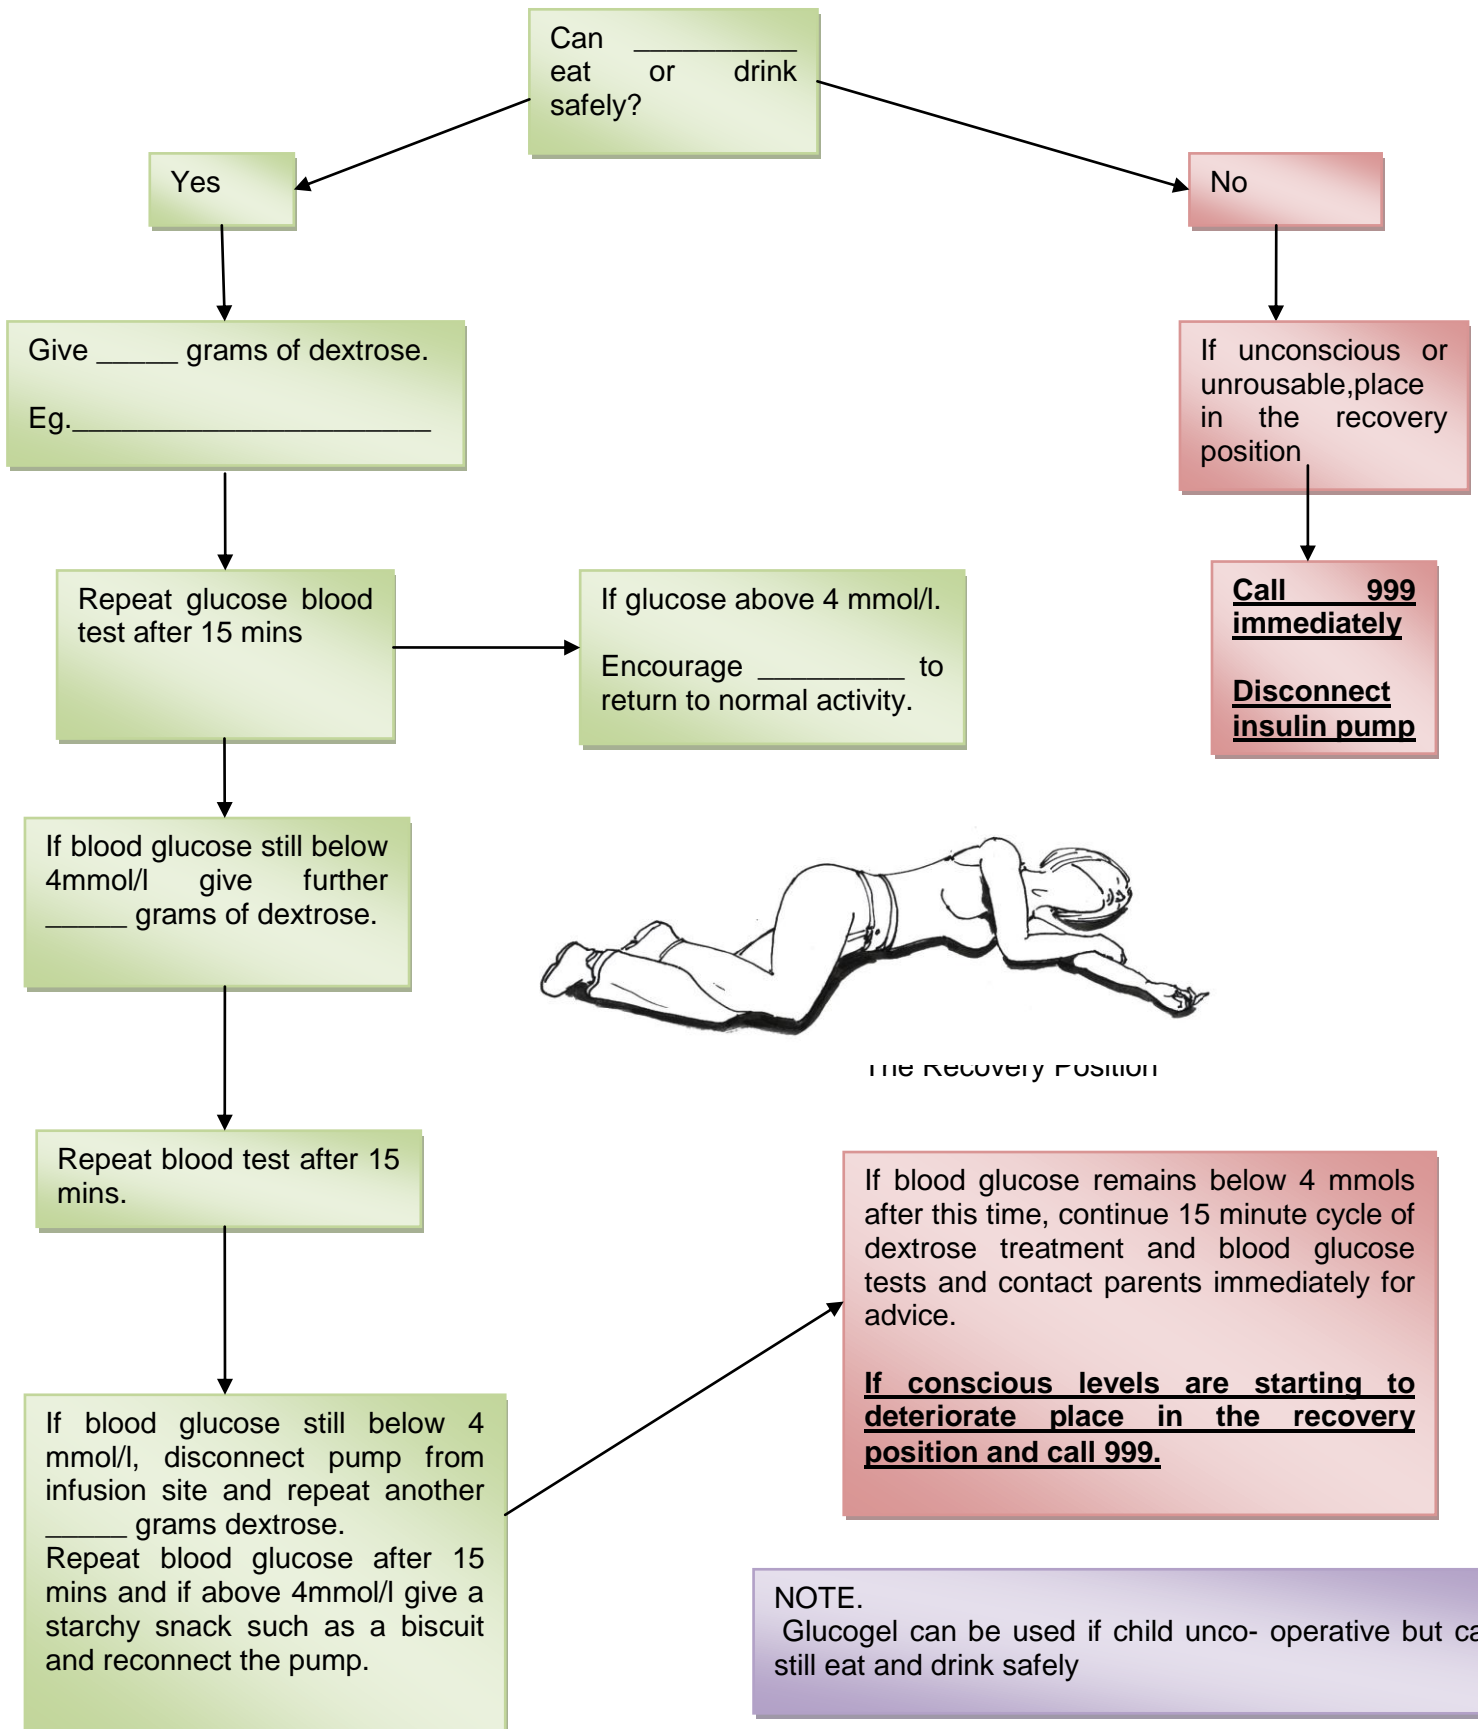 Can __________
eat or drink
safely?
Yes
No
Give _____ grams of dextrose.
Eg.______________________
If unconscious or
unrousable,place
in the recovery
position
Repeat glucose blood
test after 15 mins
If glucose above 4 mmol/l.
Encourage _________ to
return to normal activity.
Call 999
immediately
Disconnect
insulin pump
If blood glucose still below
4mmol/l give further
_____ grams of dextrose.
The Recovery Position
Repeat blood test after 15
mins.
If blood glucose remains below 4 mmols
after this time, continue 15 minute cycle of
dextrose treatment and blood glucose
tests and contact parents immediately for
advice.
If conscious levels are starting to
deteriorate place in the recovery
position and call 999.
If blood glucose still below 4
mmol/l, disconnect pump from
infusion site and repeat another
_____ grams dextrose.
Repeat blood glucose after 15
mins and if above 4mmol/l give a
starchy snack such as a biscuit
and reconnect the pump.
NOTE.
Glucogel can be used if child unco- operative but
still eat and drink safely